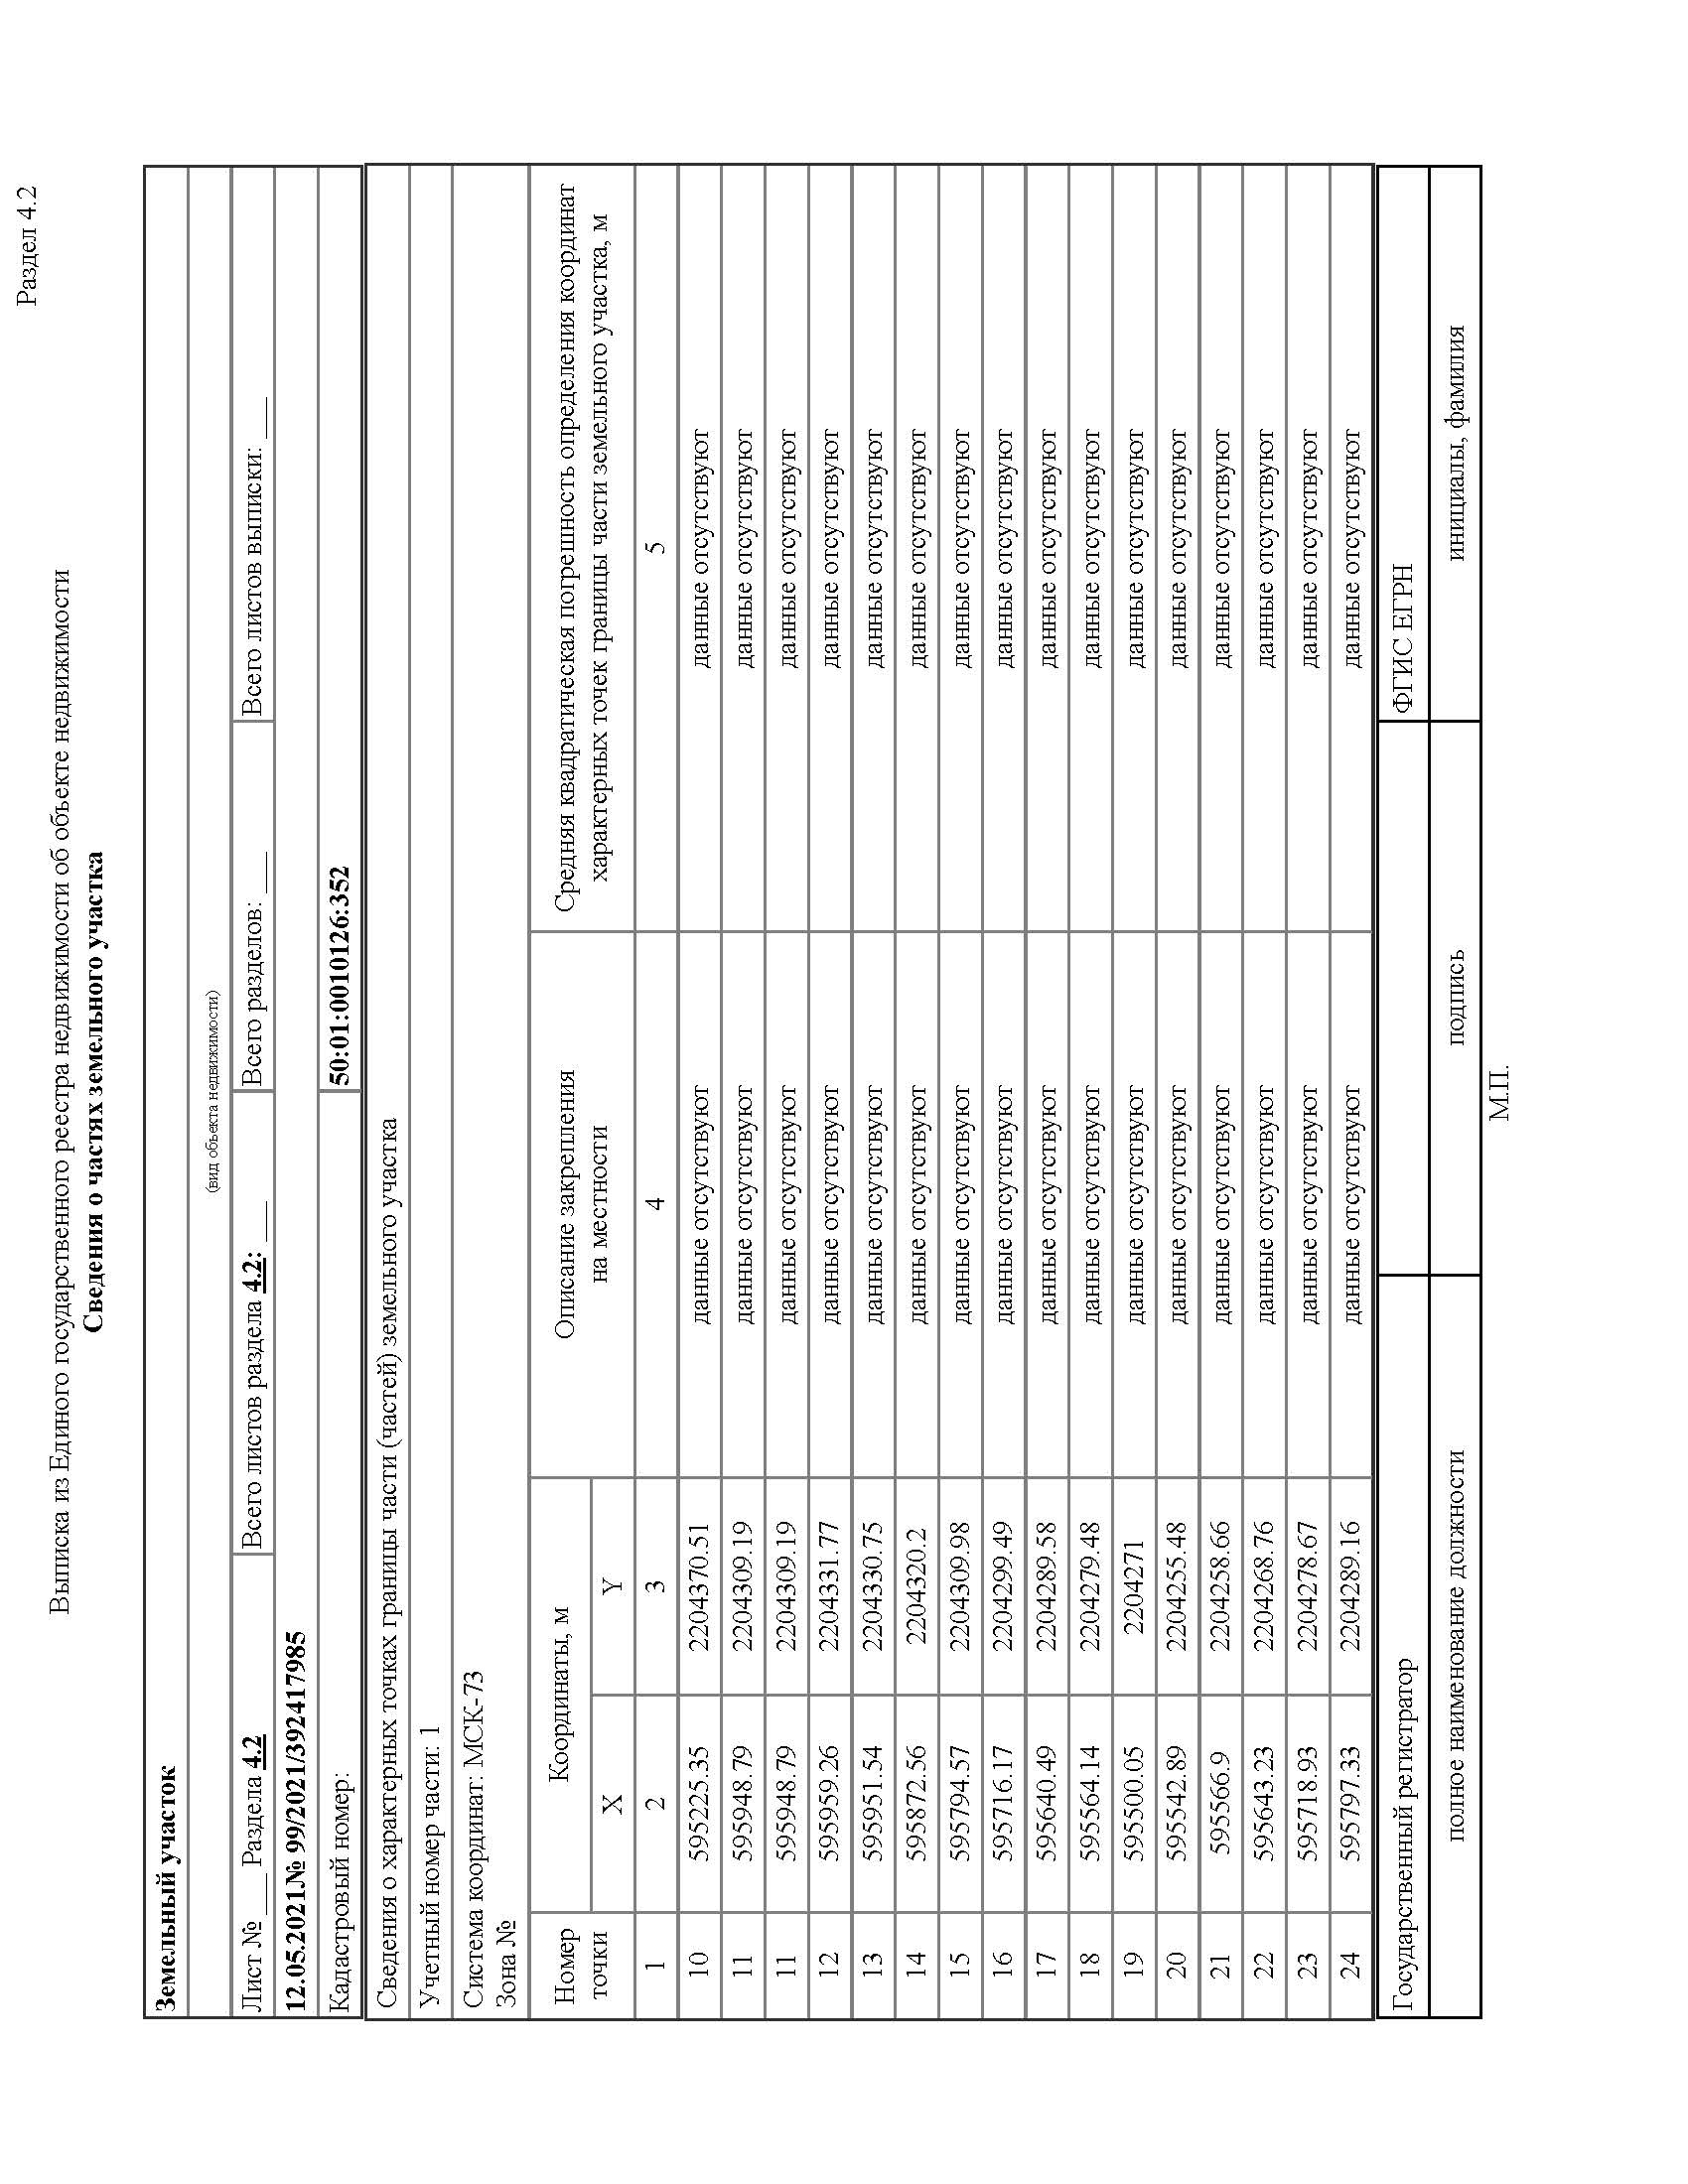 Раздел 4.2
Выписка из Единого государственного реестра недвижимости об объекте недвижимости
Сведения о частях земельного участка
Земельный участок
(вид объекта недвижимости)
Лист № ___ Раздела 4.2 Всего листов раздела 4.2: ___ Всего разделов: ___ Всего листов выписки: ___
12.05.2021№ 99/2021/392417985
Кадастровый номер: 50:01:0010126:352
Сведения о характерных точках границы части (частей) земельного участка
Учетный номер части: 1
Система координат: МСК-73
Зона №
Номер точки Координаты, м Описание закрепления на местности Средняя квадратическая погрешность определения координат характерных точек границы части земельного участка, м
X Y
1 2 3 4 5
10 595225.35 2204370.51 данные отсутствуют данные отсутствуют
11 595948.79 2204309.19 данные отсутствуют данные отсутствуют
11 595948.79 2204309.19 данные отсутствуют данные отсутствуют
12 595959.26 2204331.77 данные отсутствуют данные отсутствуют
13 595951.54 2204330.75 данные отсутствуют данные отсутствуют
14 595872.56 2204320.2 данные отсутствуют данные отсутствуют
15 595794.57 2204309.98 данные отсутствуют данные отсутствуют
16 595716.17 2204299.49 данные отсутствуют данные отсутствуют
17 595640.49 2204289.58 данные отсутствуют данные отсутствуют
18 595564.14 2204279.48 данные отсутствуют данные отсутствуют
19 595500.05 2204271 данные отсутствуют данные отсутствуют
20 595542.89 2204255.48 данные отсутствуют данные отсутствуют
21 595566.9 2204258.66 данные отсутствуют данные отсутствуют
22 595643.23 2204268.76 данные отсутствуют данные отсутствуют
23 595718.93 2204278.67 данные отсутствуют данные отсутствуют
24 595797.33 2204289.16 данные отсутствуют данные отсутствуют
Государственный регистратор ФГИС ЕГРН
полное наименование должности подпись инициалы, фамилия
М.П.